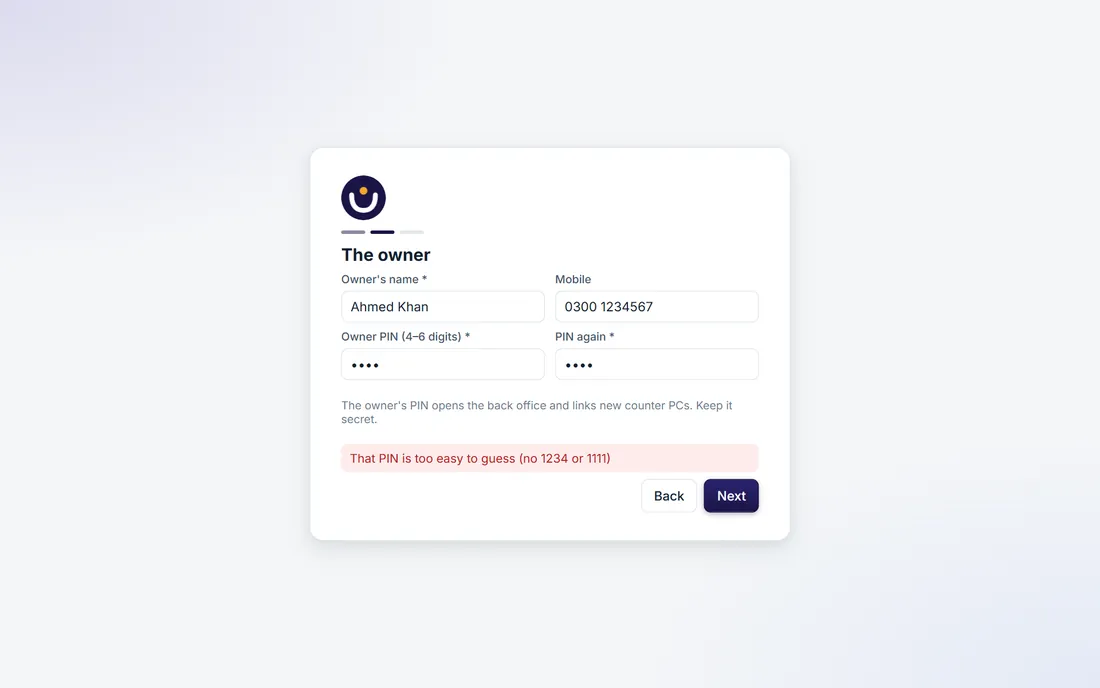 The owner
Owner's name *
Mobile
Ahmed Khan
0300 1234567
Owner PIN (4–6 digits) *
PIN again *
••••
••••
The owner's PIN opens the back office and links new counter PCs. Keep it
secret.
That PIN is too easy to guess (no 1234 or 1111)
Back
Next